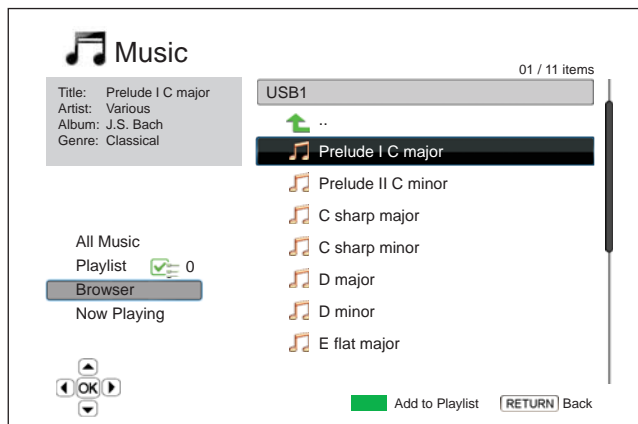 Music
01 / 11 items
Title: Prelude I C major
Artist: Various
Album: J.S. Bach
Genre: Classical
USB1
..
Prelude I C major
Prelude II C minor
C sharp major
C sharp minor
D major
D minor
E flat major
All Music
Playlist 0
Browser
Now Playing
OK
Add to Playlist RETURN Back